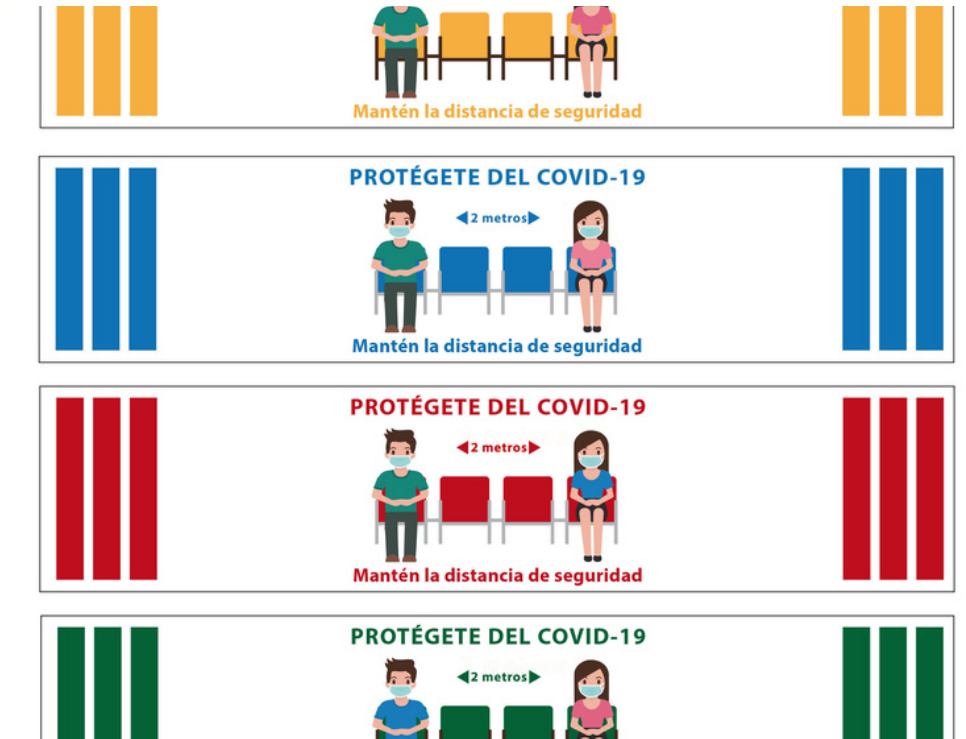 Mantén la distancia de seguridad
PROTÉGETE DEL COVID-19
2 metros
Mantén la distancia de seguridad
PROTÉGETE DEL COVID-19
2 metros
Mantén la distancia de seguridad
PROTÉGETE DEL COVID-19
2 metros